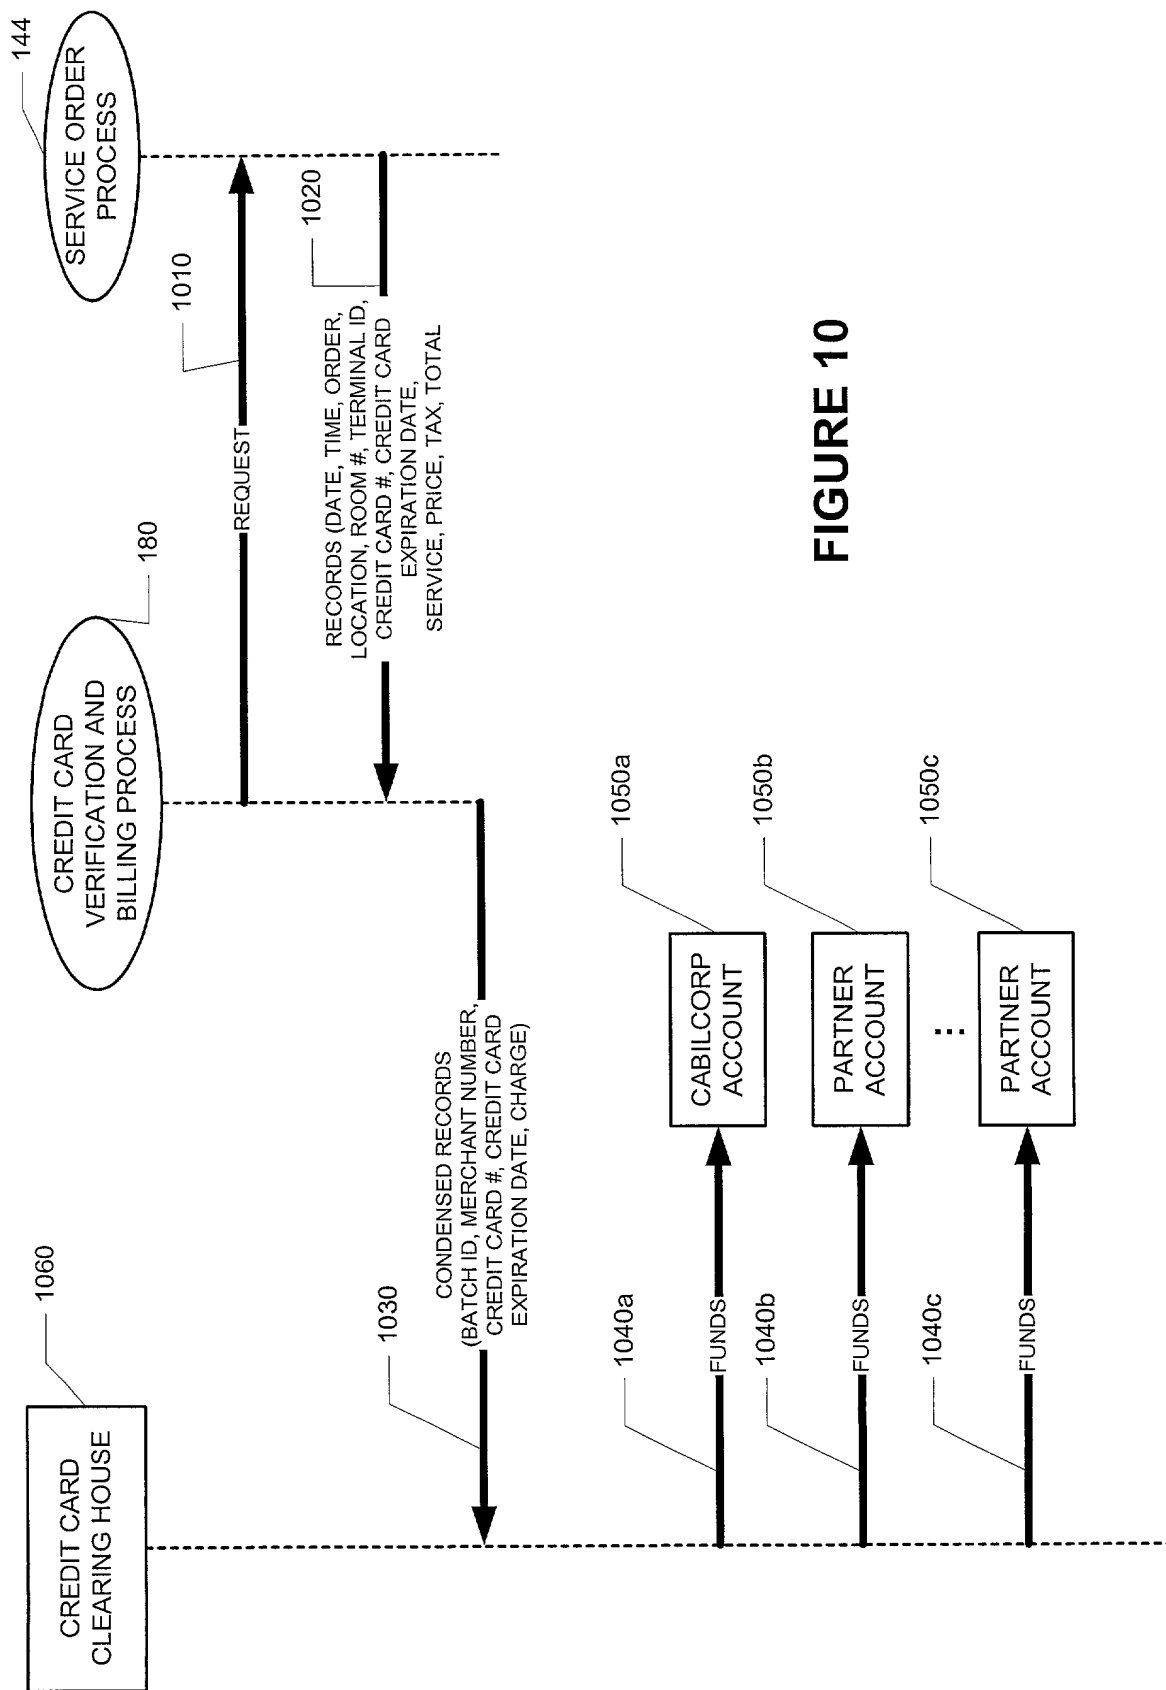 1060
CREDIT CARD
CLEARING HOUSE
180
CREDIT CARD
VERIFICATION AND
BILLING PROCESS
144
SERVICE ORDER
PROCESS
1010
REQUEST
1020
RECORDS (DATE, TIME, ORDER,
LOCATION, ROOM #, TERMINAL ID,
CREDIT CARD #, CREDIT CARD
EXPIRATION DATE,
SERVICE, PRICE, TAX, TOTAL
1030
CONDENSED RECORDS
(BATCH ID, MERCHANT NUMBER,
CREDIT CARD #, CREDIT CARD
EXPIRATION DATE, CHARGE)
1040a
FUNDS
1050a
CABILCORP
ACCOUNT
1040b
FUNDS
1050b
PARTNER
ACCOUNT
...
1040c
FUNDS
1050c
PARTNER
ACCOUNT
FIGURE 10